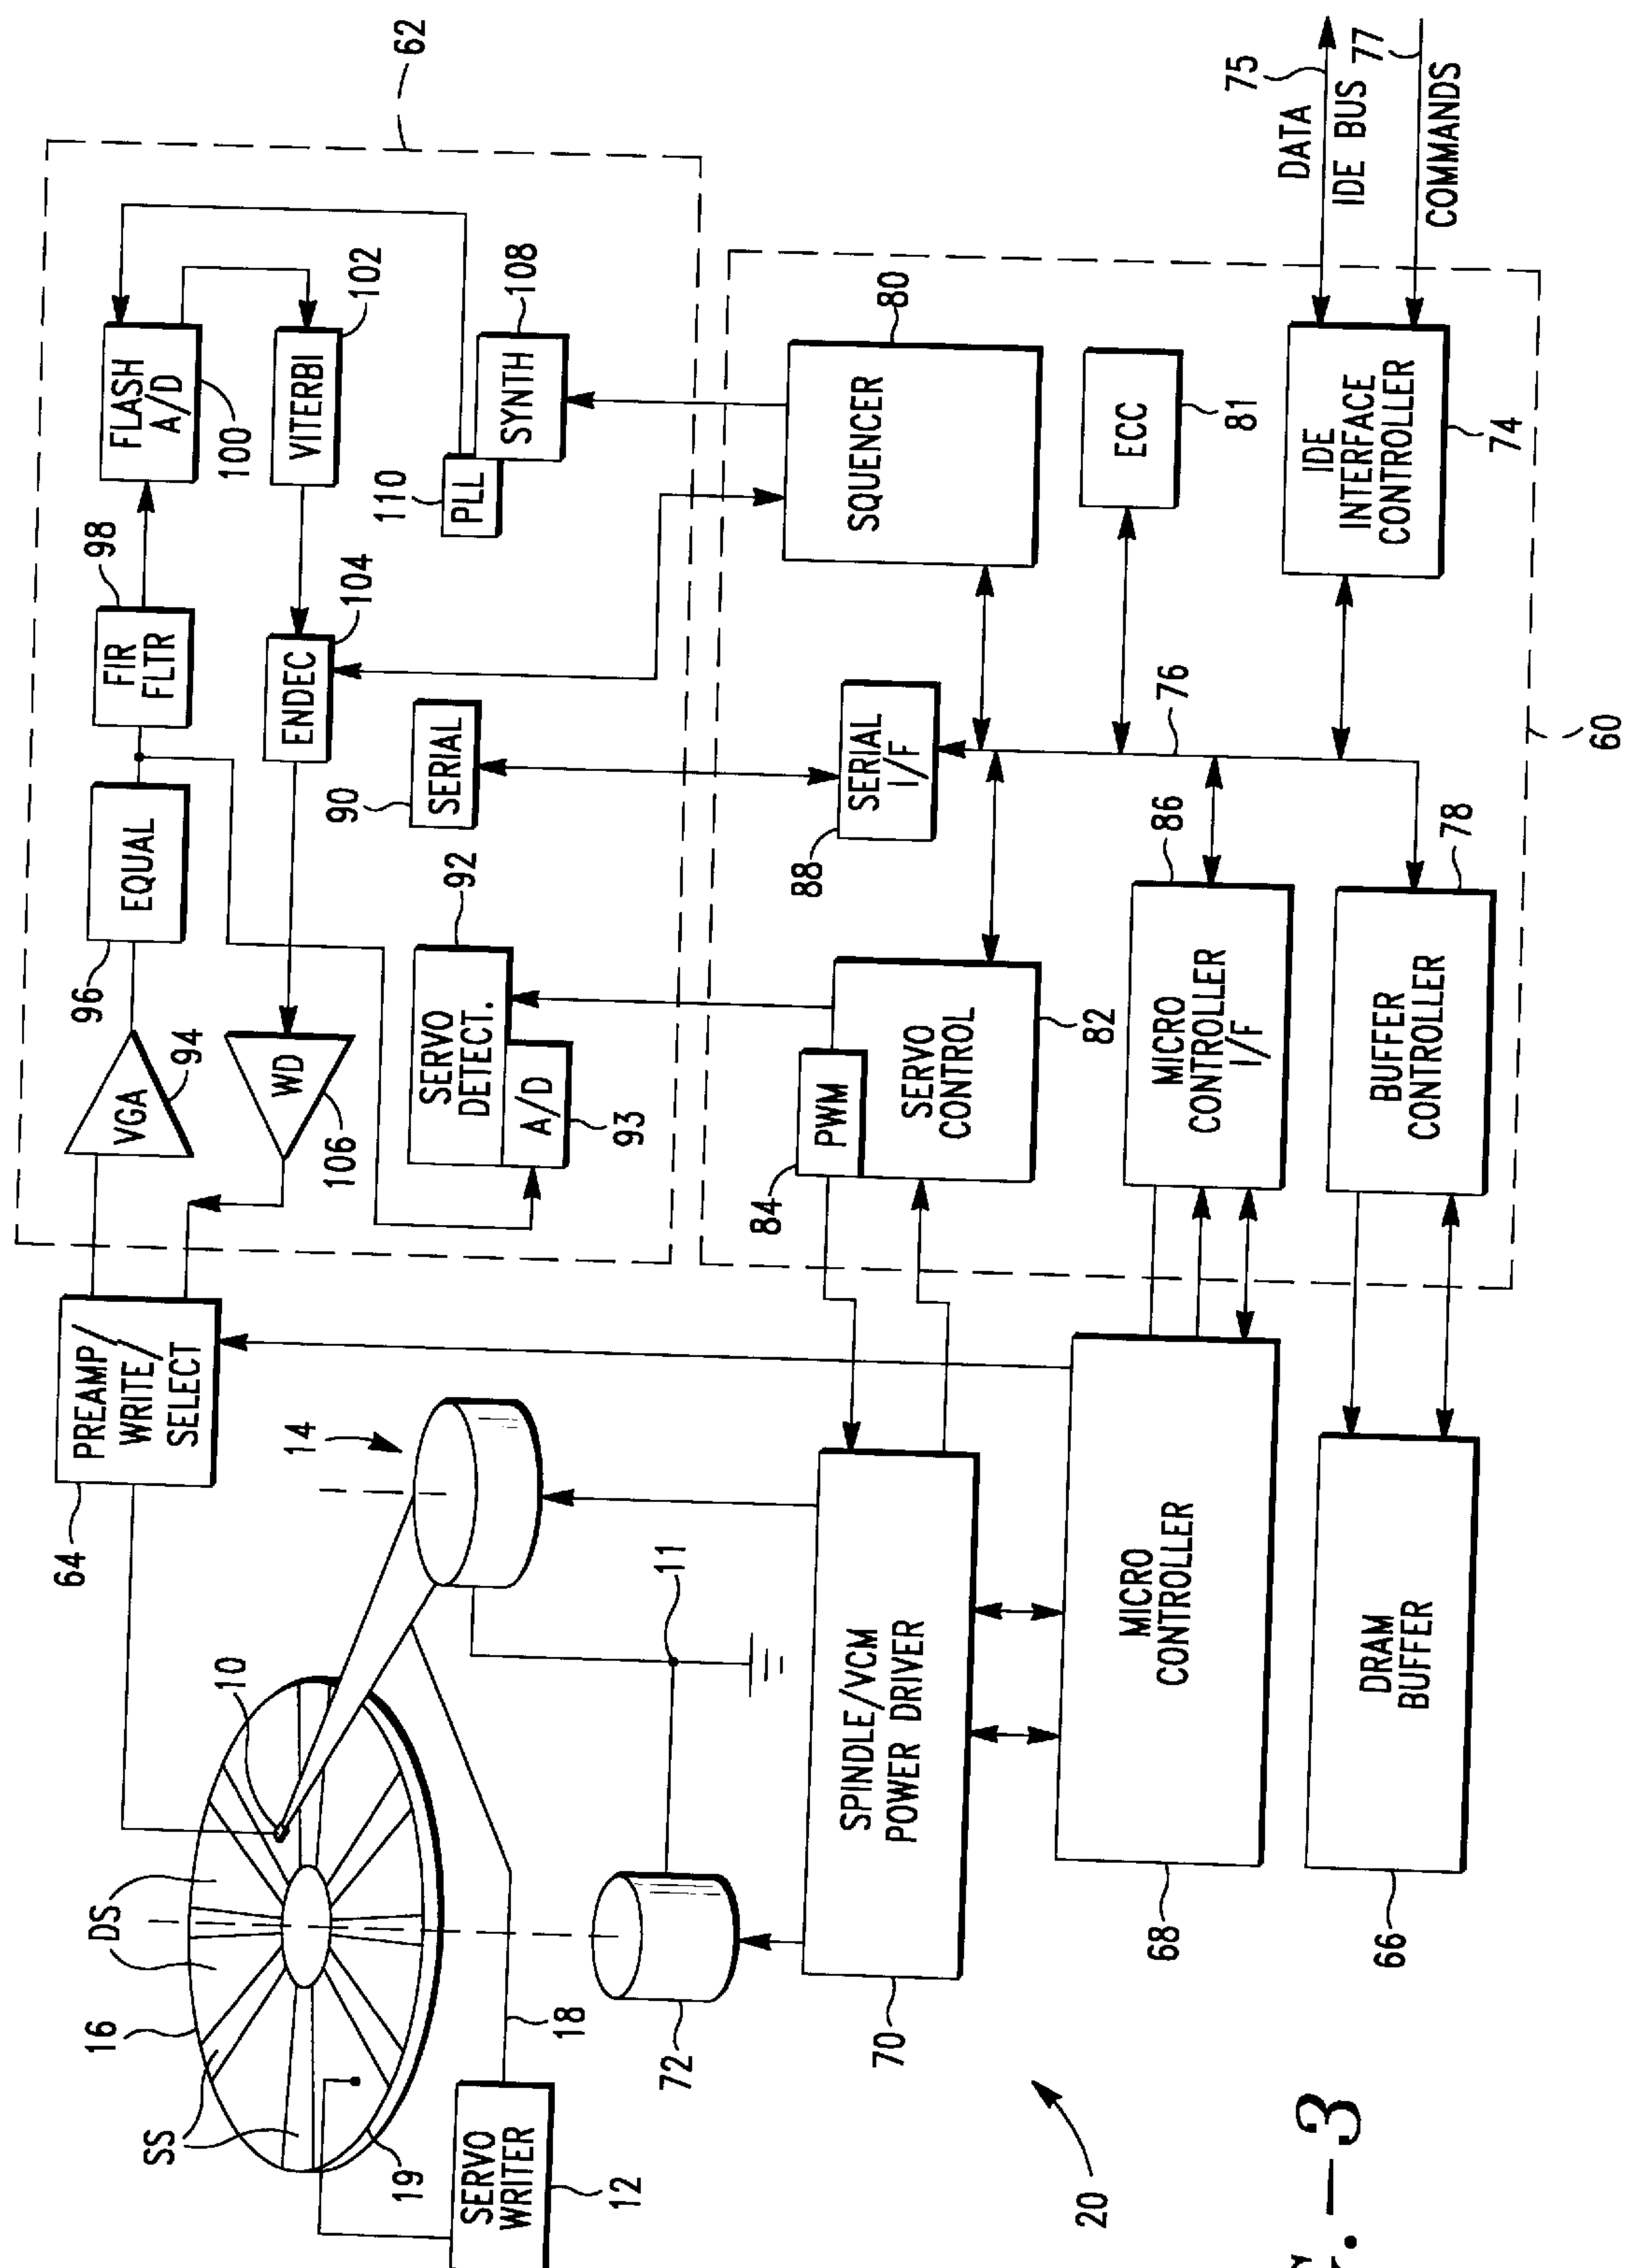 62
FLASH
A/D
100
VITERBI
102
SYNTH
108
PLL
110
FIR
FLTR
98
ENDEC
104
EQUAL
96
SERIAL
90
VGA
94
WD
106
SERVO
DETECT.
92
A/D
93
PREAMP/
WRITE/
SELECT
64
75
DATA
IDE BUS
77
COMMANDS
SQUENCER
80
ECC
81
IDE
INTERFACE
CONTROLLER
74
76
60
SERIAL
I/F
88
PWM
84
SERVO
CONTROL
82
MICRO
CONTROLLER
I/F
86
BUFFER
CONTROLLER
78
14
11
10
DS
16
SS
19
18
SERVO
WRITER
12
72
SPINDLE/VCM
POWER DRIVER
70
MICRO
CONTROLLER
68
DRAM
BUFFER
66
20
.–3